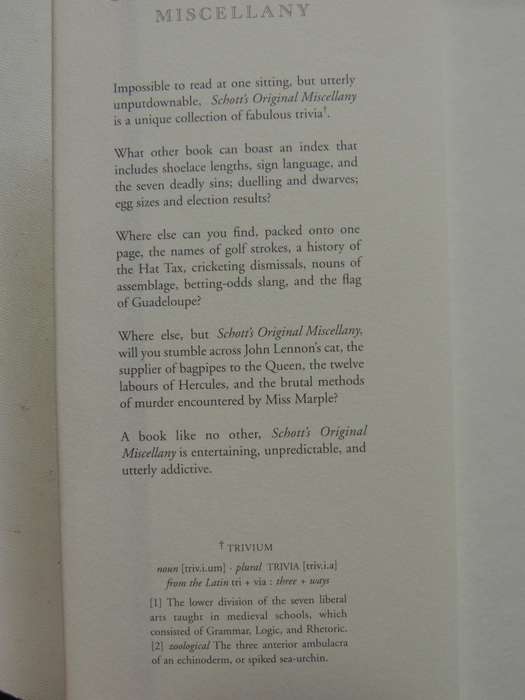 MISCELLANY
Impossible to read at one sitting, but utterly
unputdownable, Schott's Original Miscellany
is a unique collection of fabulous trivia†.
What other book can boast an index that
includes shoelace lengths, sign language, and
the seven deadly sins; duelling and dwarves;
egg sizes and election results?
Where else can you find, packed onto one
page, the names of golf strokes, a history of
the Hat Tax, cricketing dismissals, nouns of
assemblage, betting-odds slang, and the flag
of Guadeloupe?
Where else, but Schott's Original Miscellany,
will you stumble across John Lennon's cat, the
supplier of bagpipes to the Queen, the twelve
labours of Hercules, and the brutal methods
of murder encountered by Miss Marple?
A book like no other, Schott's Original
Miscellany is entertaining, unpredictable, and
utterly addictive.
† TRIVIUM
noun [triv.i.um] · plural TRIVIA [triv.i.a]
from the Latin tri + via : three + ways
[1] The lower division of the seven liberal
arts taught in medieval schools, which
consisted of Grammar, Logic, and Rhetoric.
[2] zoological The three anterior ambulacra
of an echinoderm, or spiked sea-urchin.